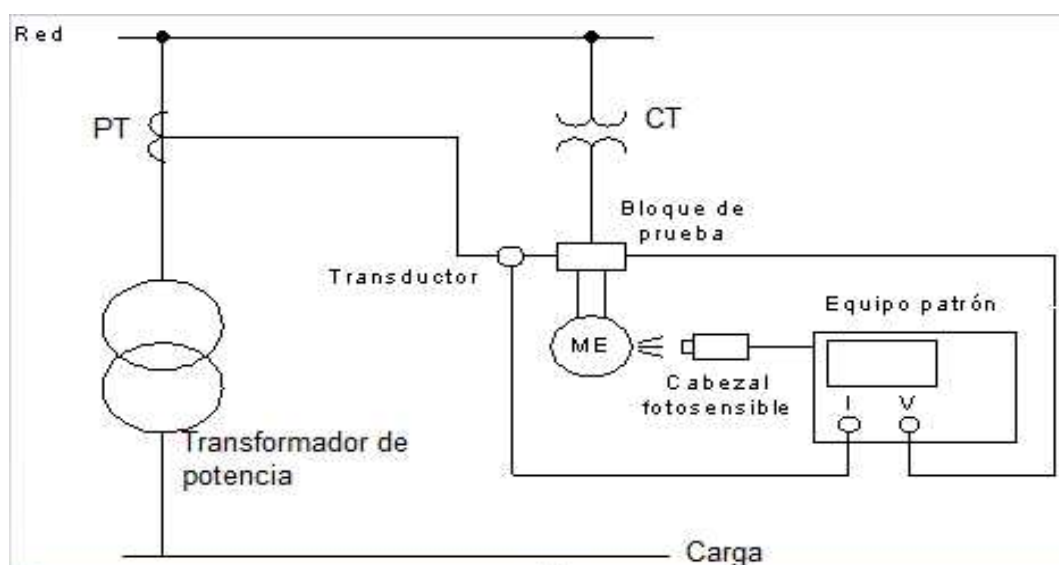 Red
PT
CT
Bloque de
prueba
Transductor
Equipo patrón
ME
Cabezal
fotosensible
I
V
Transformador de
potencia
Carga